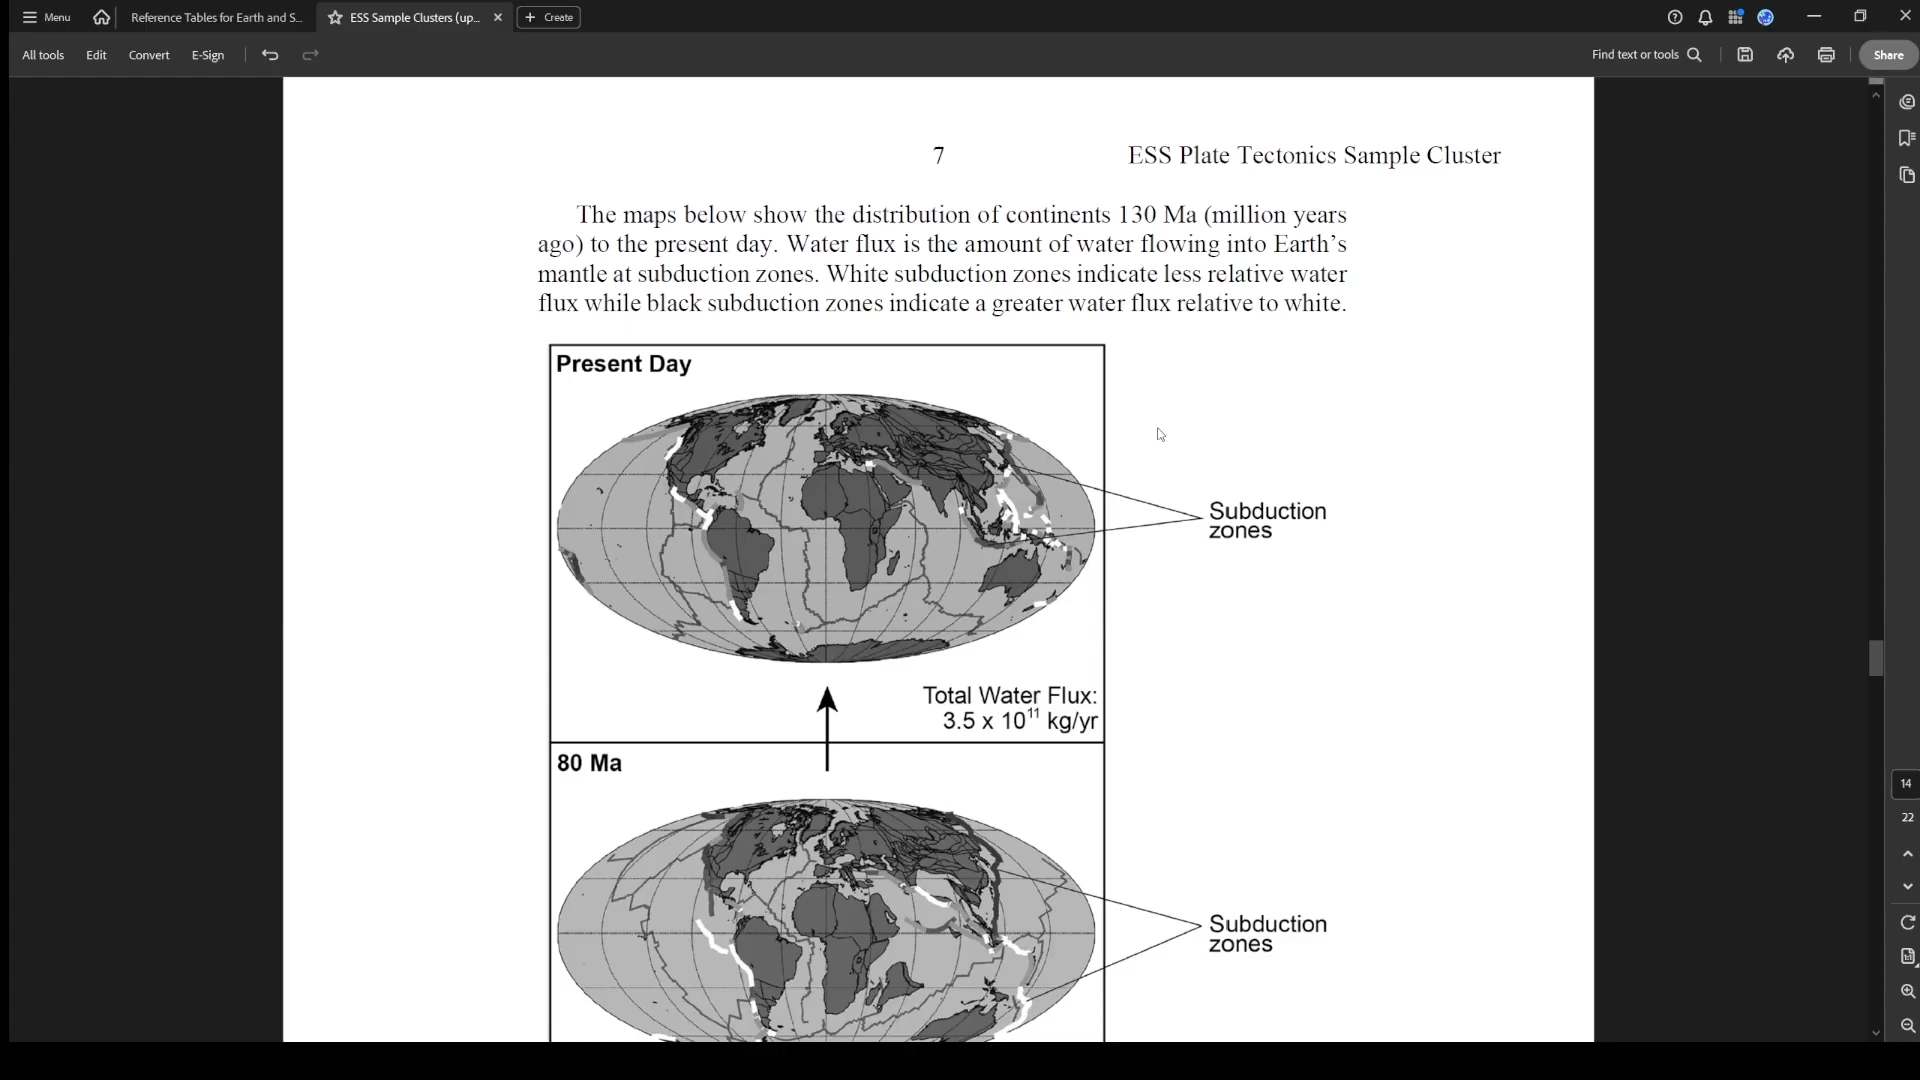 Menu
Reference Tables for Earth and S...
ESS Sample Clusters (up...
Create
All tools
Edit
Convert
E-Sign
Find text or tools
Share
7
ESS Plate Tectonics Sample Cluster
The maps below show the distribution of continents 130 Ma (million years
ago) to the present day. Water flux is the amount of water flowing into Earth’s
mantle at subduction zones. White subduction zones indicate less relative water
flux while black subduction zones indicate a greater water flux relative to white.
Present Day
Subduction
zones
Total Water Flux:
3.5 x 10¹¹ kg/yr
80 Ma
Subduction
zones
14
22